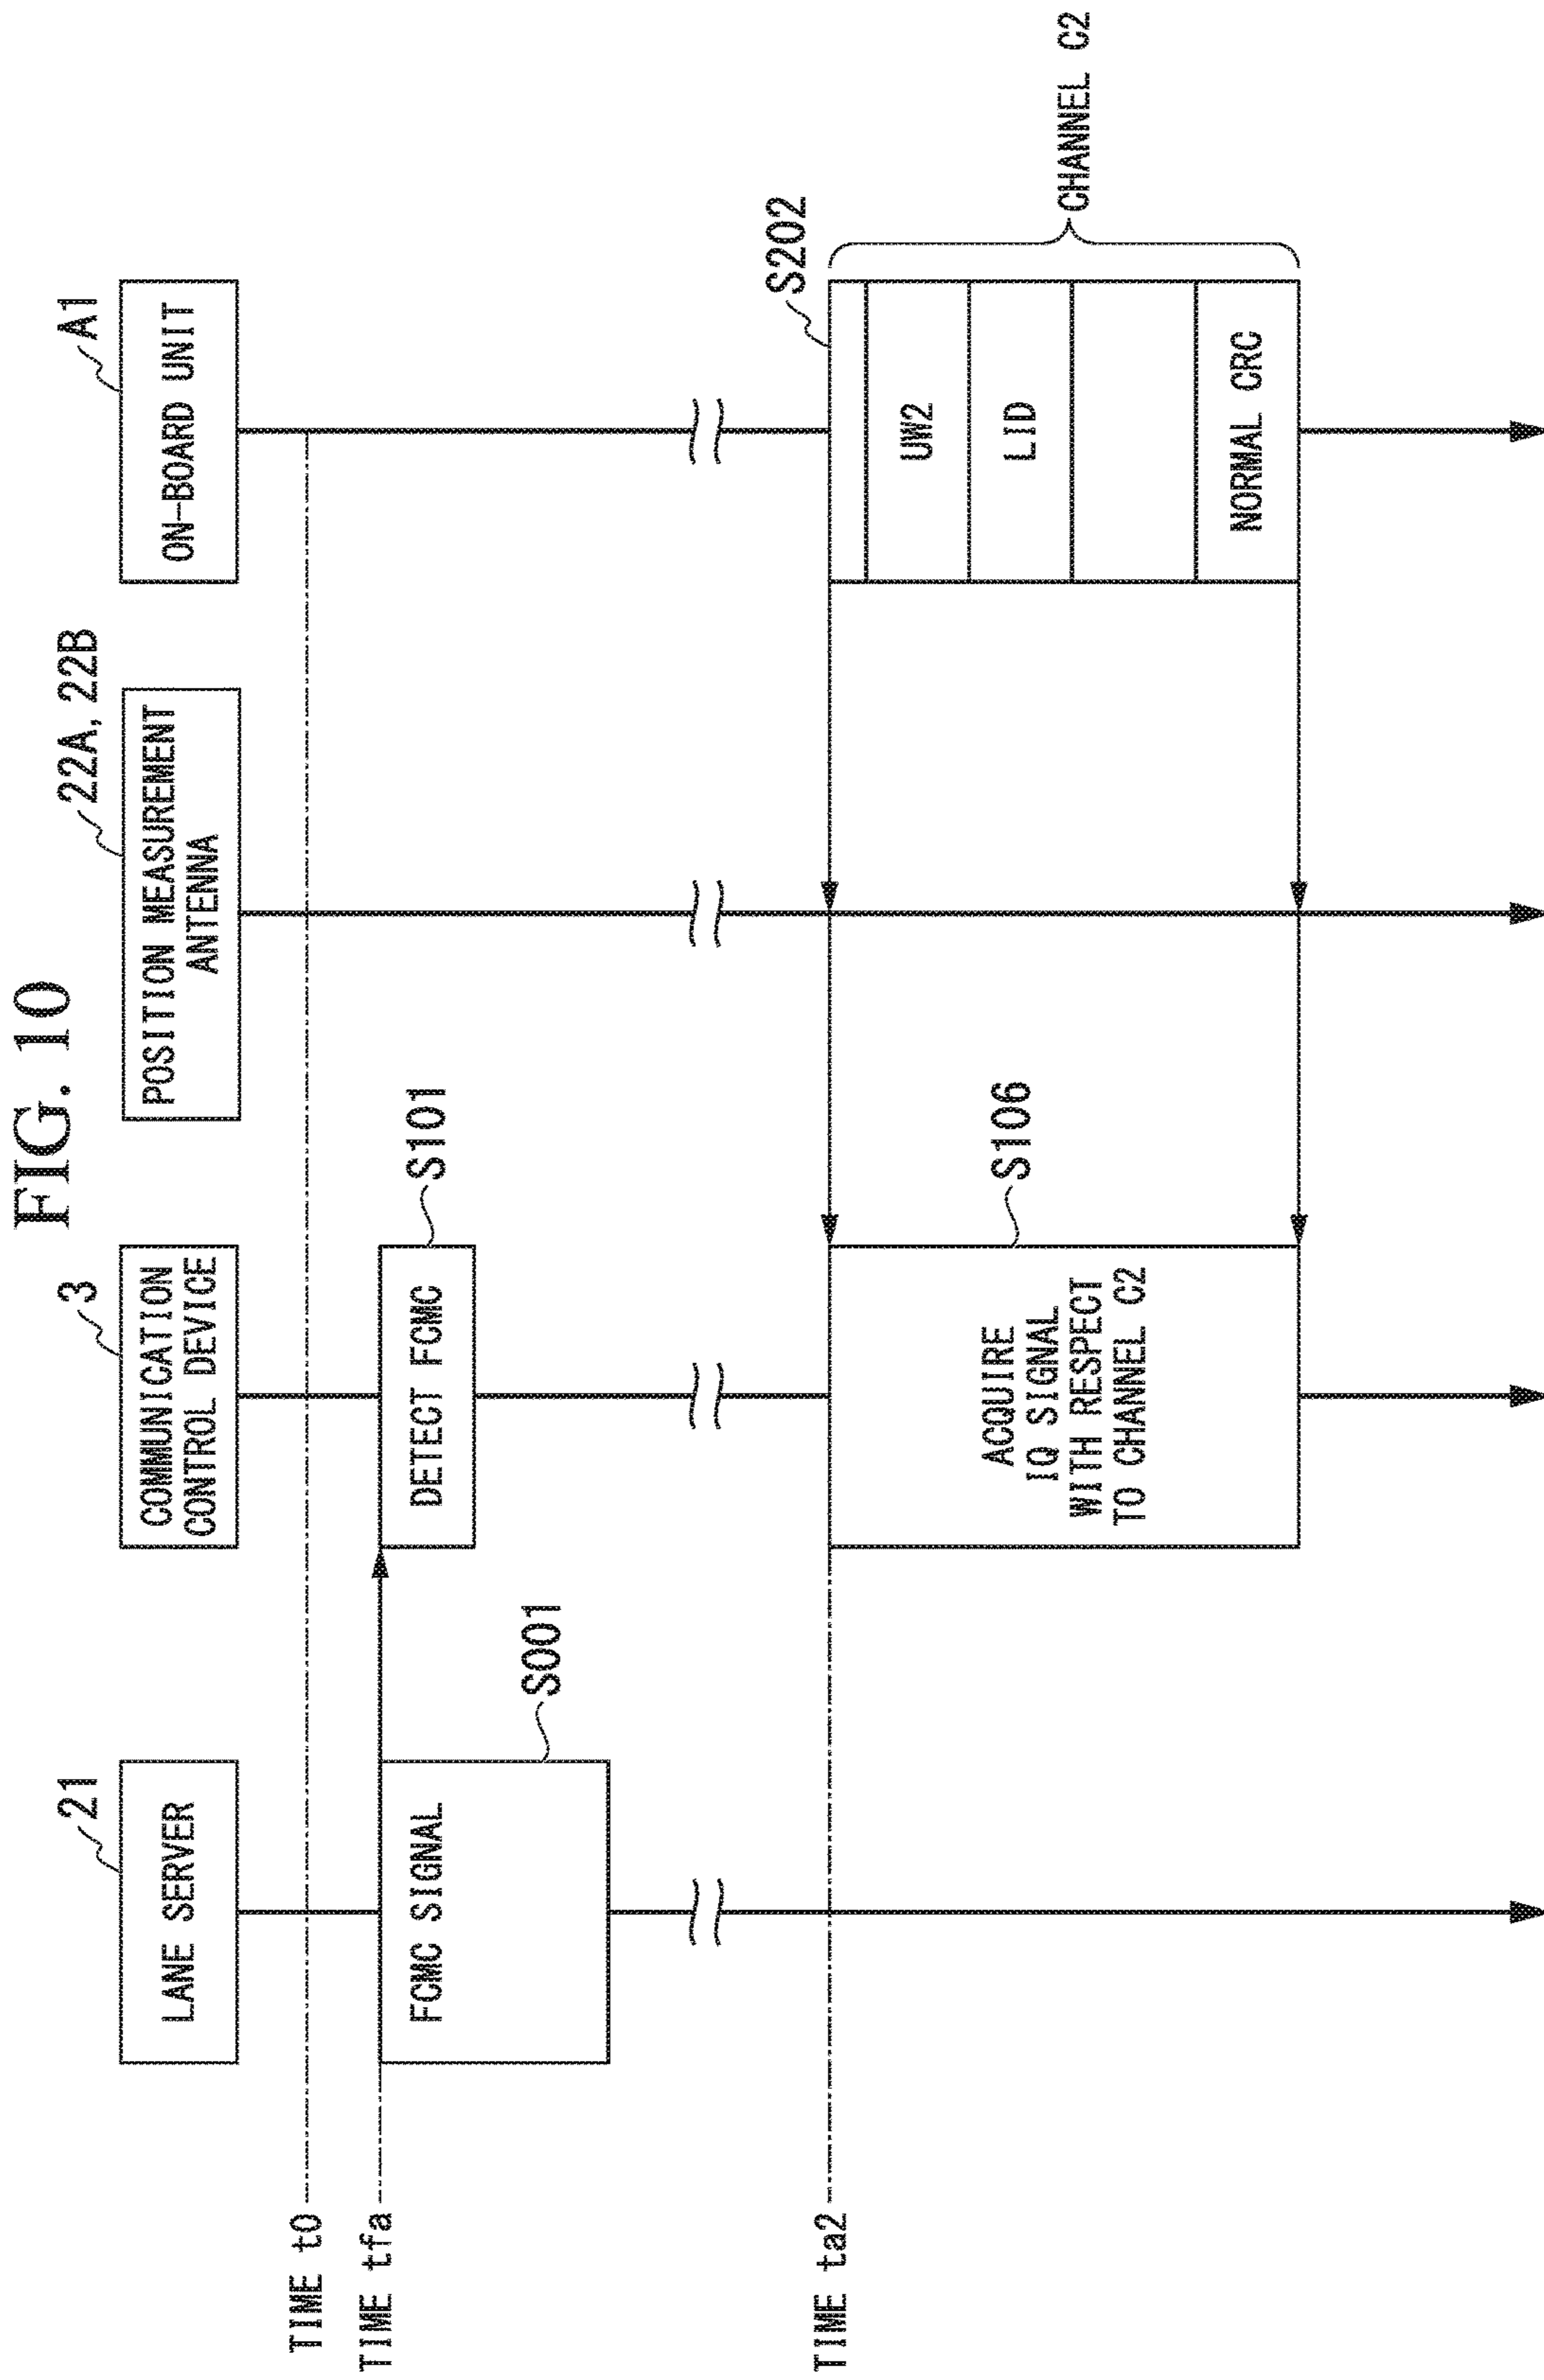 FIG. 10
21
3
22A, 22B
A1
LANE SERVER
COMMUNICATION
CONTROL DEVICE
POSITION MEASUREMENT
ANTENNA
ON-BOARD UNIT
TIME t0
TIME tfa
FCMC SIGNAL
S001
DETECT FCMC
S101
TIME ta2
ACQUIRE
IQ SIGNAL
WITH RESPECT
TO CHANNEL C2
S106
S202
UW2
LID
NORMAL CRC
CHANNEL C2